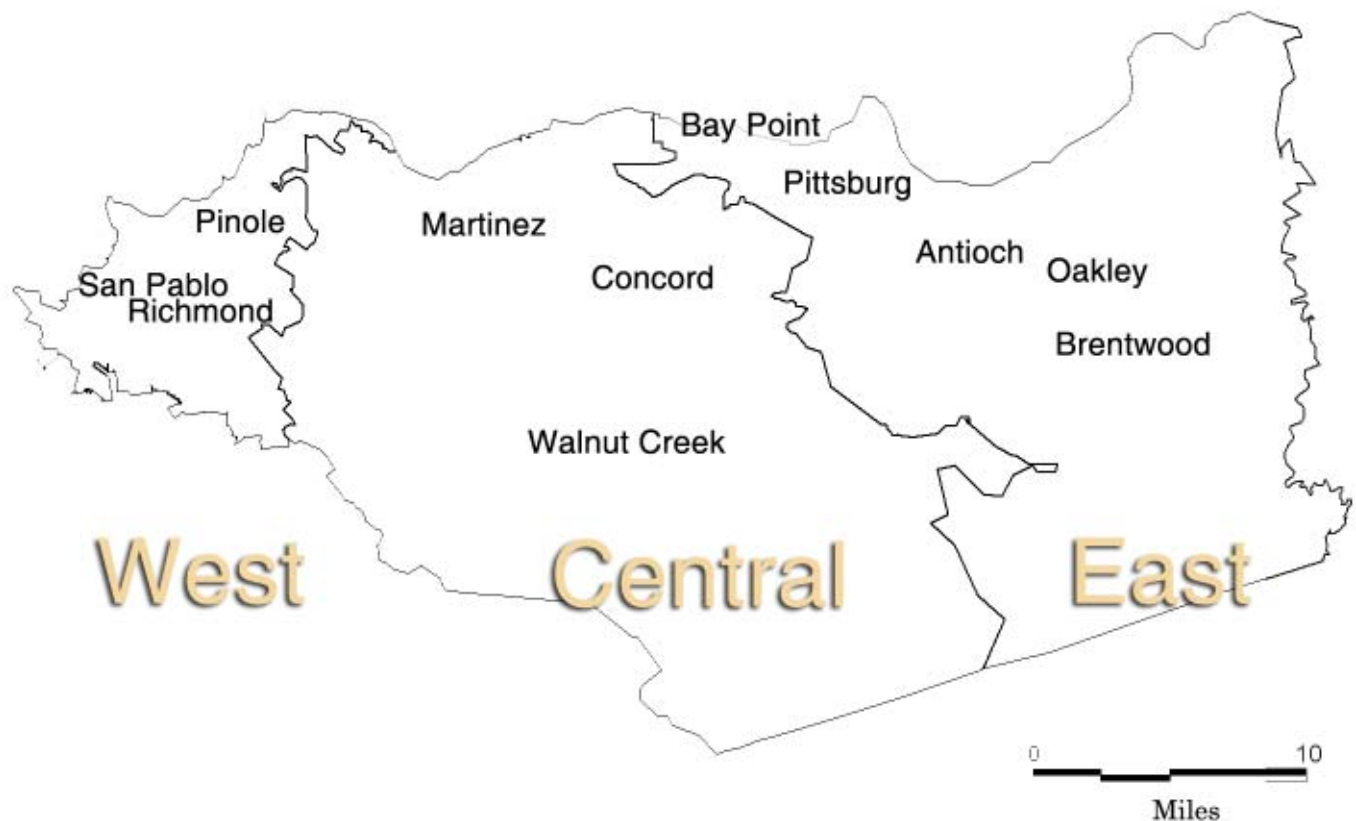 Bay Point
Pittsburg
Pinole
Martinez
Antioch
Oakley
San Pablo
Concord
Richmond
Brentwood
Walnut Creek
West
Central
East
0 10
Miles